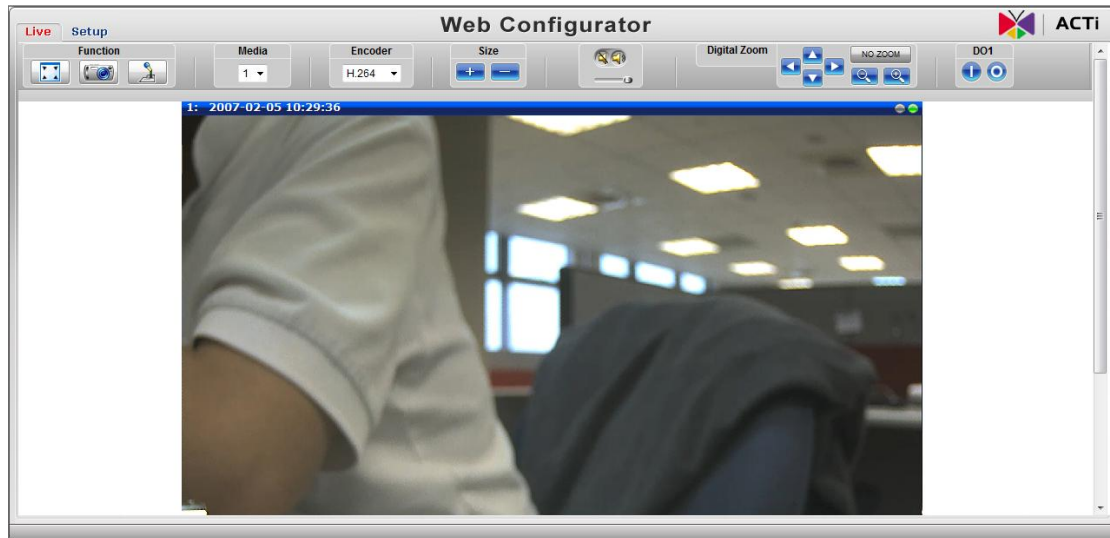 Web Configurator
ACTi
Live Setup
Function Media Encoder Size Digital Zoom DO1
1 H.264 NO ZOOM
1: 2007-02-05 10:29:36